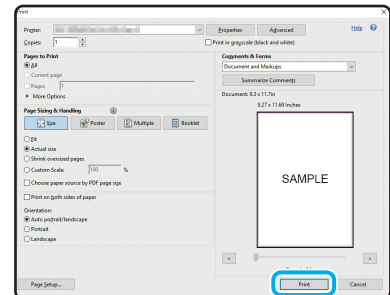 Print
Printer: Properties Advanced Help
Copies: 1 Print in grayscale (black and white)
Pages to Print
All
Current page
Pages 1
More Options
Comments & Forms
Document and Markups
Summarize Comments
Page Sizing & Handling
Size Poster Multiple Booklet
Fit
Actual size
Shrink oversized pages
Custom Scale: 100 %
Choose paper source by PDF page size
Print on both sides of paper
Orientation:
Auto portrait/landscape
Portrait
Landscape
Document: 8.3 x 11.7in
8.27 x 11.69 Inches
SAMPLE
< >
Page Setup... Print Cancel